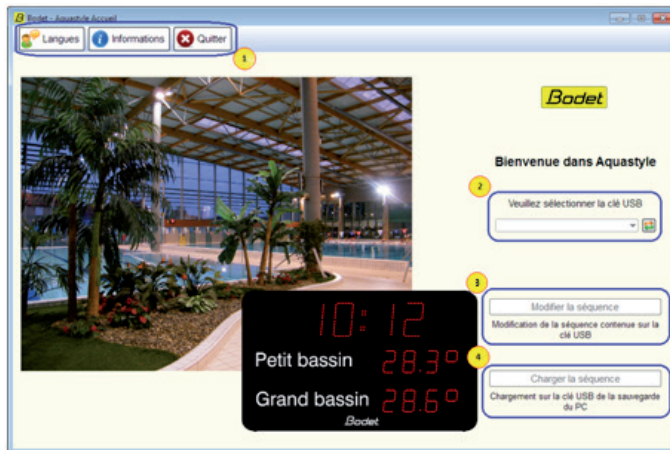 Bodet - Aquastyle Accueil
Langues
Informations
Quitter
1
Bodet
Bienvenue dans Aquastyle
2
Veuillez sélectionner la clé USB
3
Modifier la séquence
Modification de la séquence contenue sur la
clé USB
4
Charger la séquence
Chargement sur la clé USB de la sauvegarde
du PC
10:12
Petit bassin 28.3°
Grand bassin 28.6°
Bodet